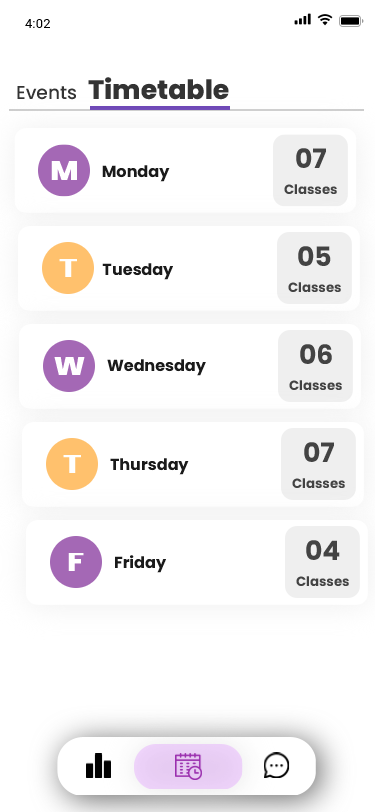 4:02
Events Timetable
M Monday 07 Classes
T Tuesday 05 Classes
W Wednesday 06 Classes
T Thursday 07 Classes
F Friday 04 Classes